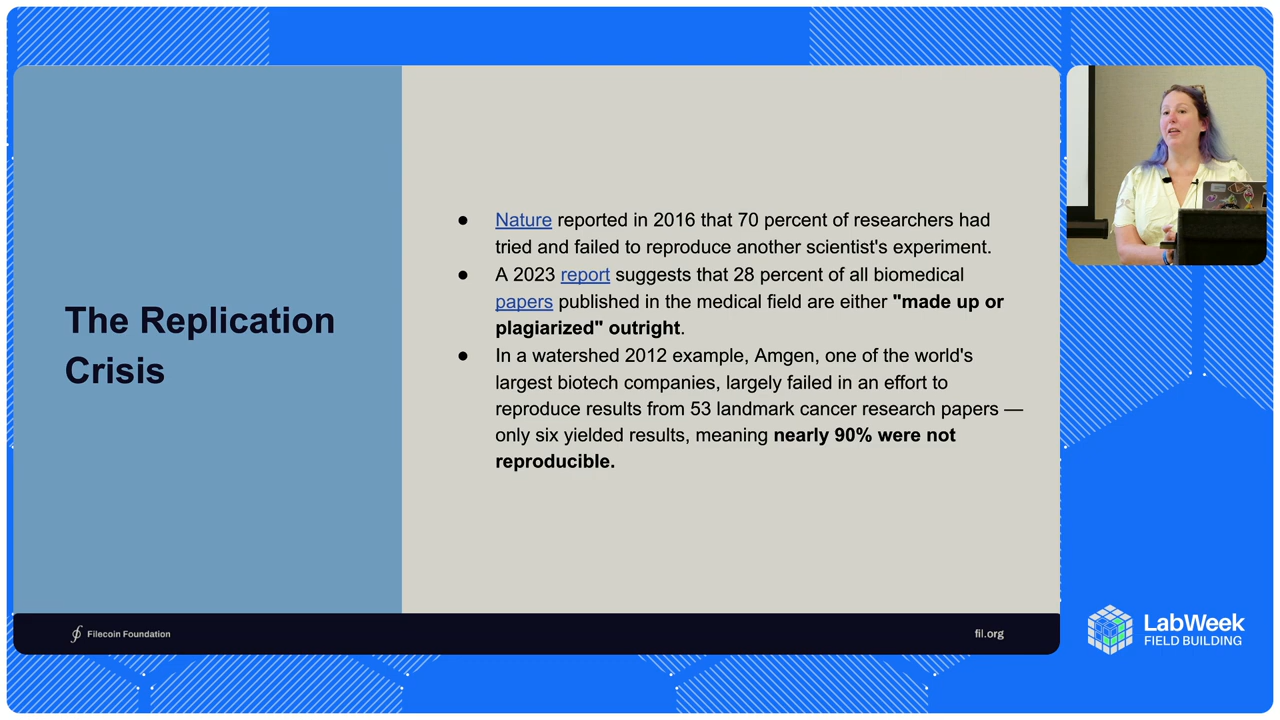 The Replication
Crisis
● Nature reported in 2016 that 70 percent of researchers had
tried and failed to reproduce another scientist's experiment.
● A 2023 report suggests that 28 percent of all biomedical
papers published in the medical field are either "made up or
plagiarized" outright.
● In a watershed 2012 example, Amgen, one of the world's
largest biotech companies, largely failed in an effort to
reproduce results from 53 landmark cancer research papers —
only six yielded results, meaning nearly 90% were not
reproducible.
Filecoin Foundation
fil.org
LabWeek
FIELD BUILDING